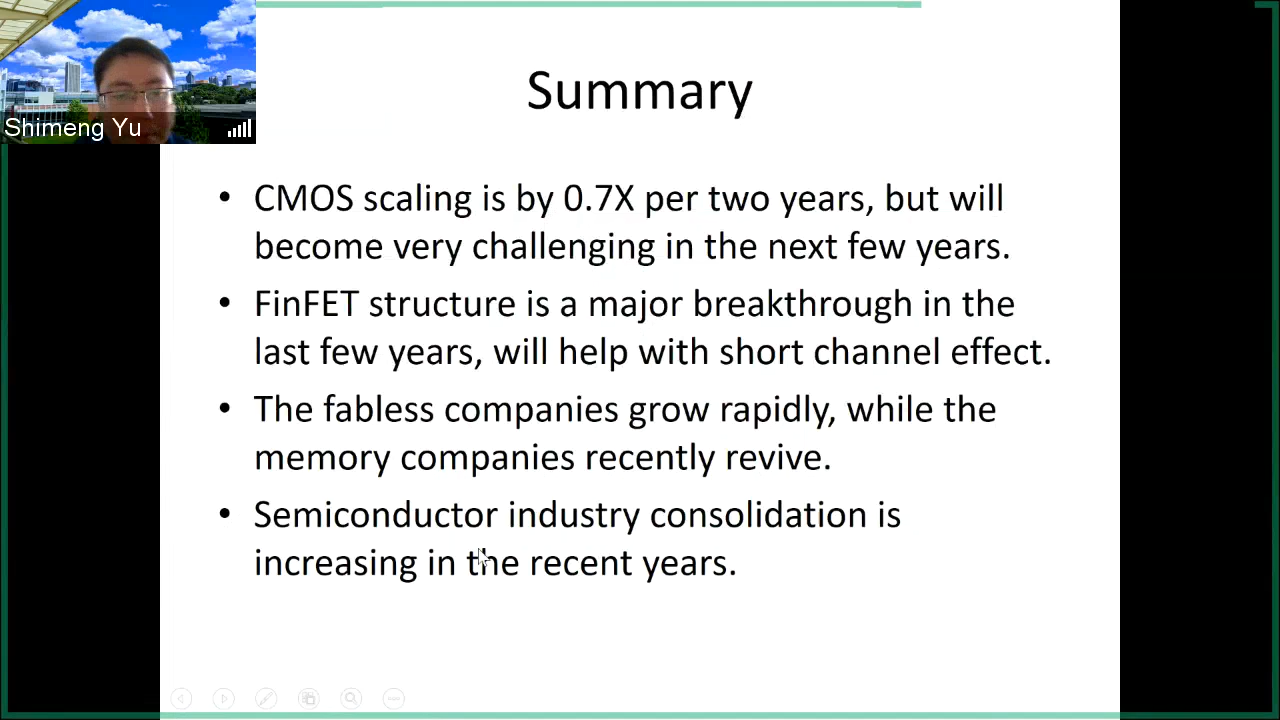 Shimeng Yu
Summary
• CMOS scaling is by 0.7X per two years, but will
become very challenging in the next few years.
• FinFET structure is a major breakthrough in the
last few years, will help with short channel effect.
• The fabless companies grow rapidly, while the
memory companies recently revive.
• Semiconductor industry consolidation is
increasing in the recent years.